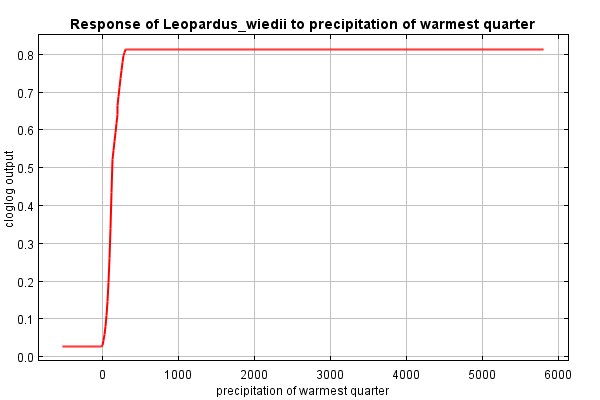 Response of Leopardus_wiedii to precipitation of warmest quarter
cloglog output
0.8
0.7
0.6
0.5
0.4
0.3
0.2
0.1
0.0
0 1000 2000 3000 4000 5000 6000
precipitation of warmest quarter